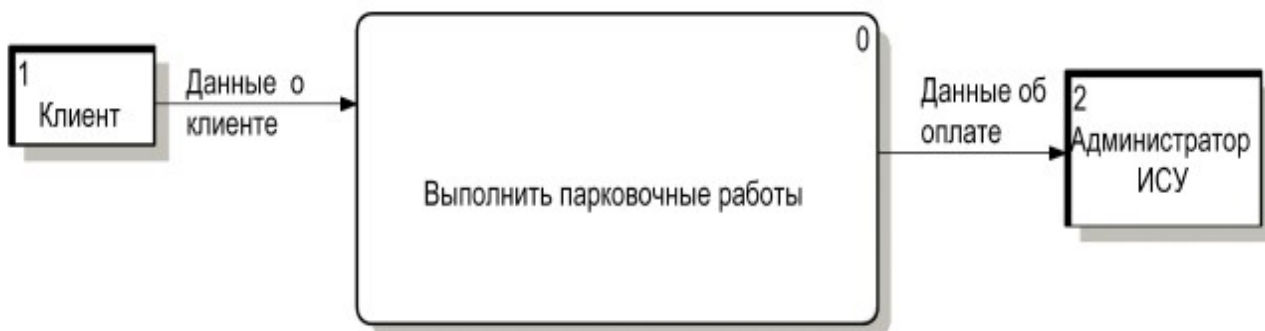 1
Клиент
Данные о
клиенте
0
Выполнить парковочные работы
Данные об
оплате
2
Администратор
ИСУ